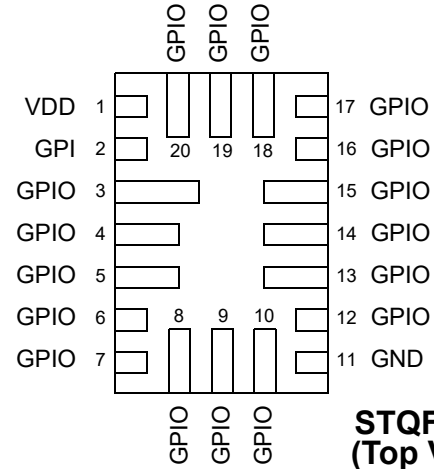 GPIO GPIO GPIO
VDD 1 17 GPIO
GPI 2 20 19 18 16 GPIO
GPIO 3 15 GPIO
GPIO 4 14 GPIO
GPIO 5 13 GPIO
GPIO 6 8 9 10 12 GPIO
GPIO 7 11 GND
GPIO GPIO GPIO
(Top